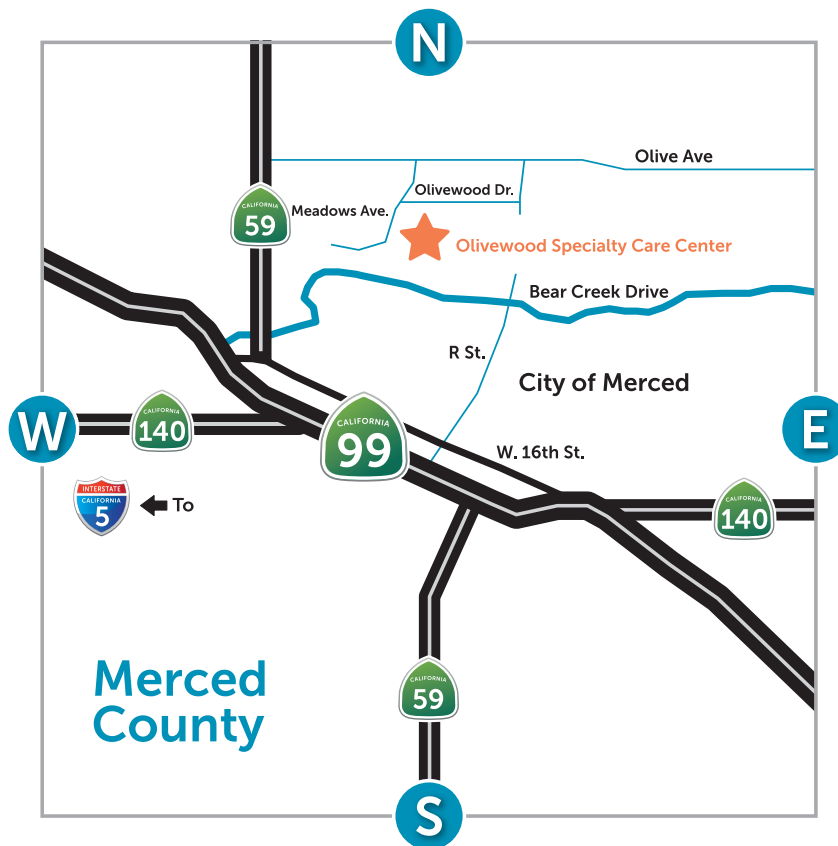 N
Olive Ave
Olivewood Dr.
Meadows Ave.
CALIFORNIA
59
Olivewood Specialty Care Center
Bear Creek Drive
R St.
City of Merced
W
CALIFORNIA
140
CALIFORNIA
99
E
W. 16th St.
INTERSTATE
CALIFORNIA
5
To
CALIFORNIA
140
Merced
County
CALIFORNIA
59
S